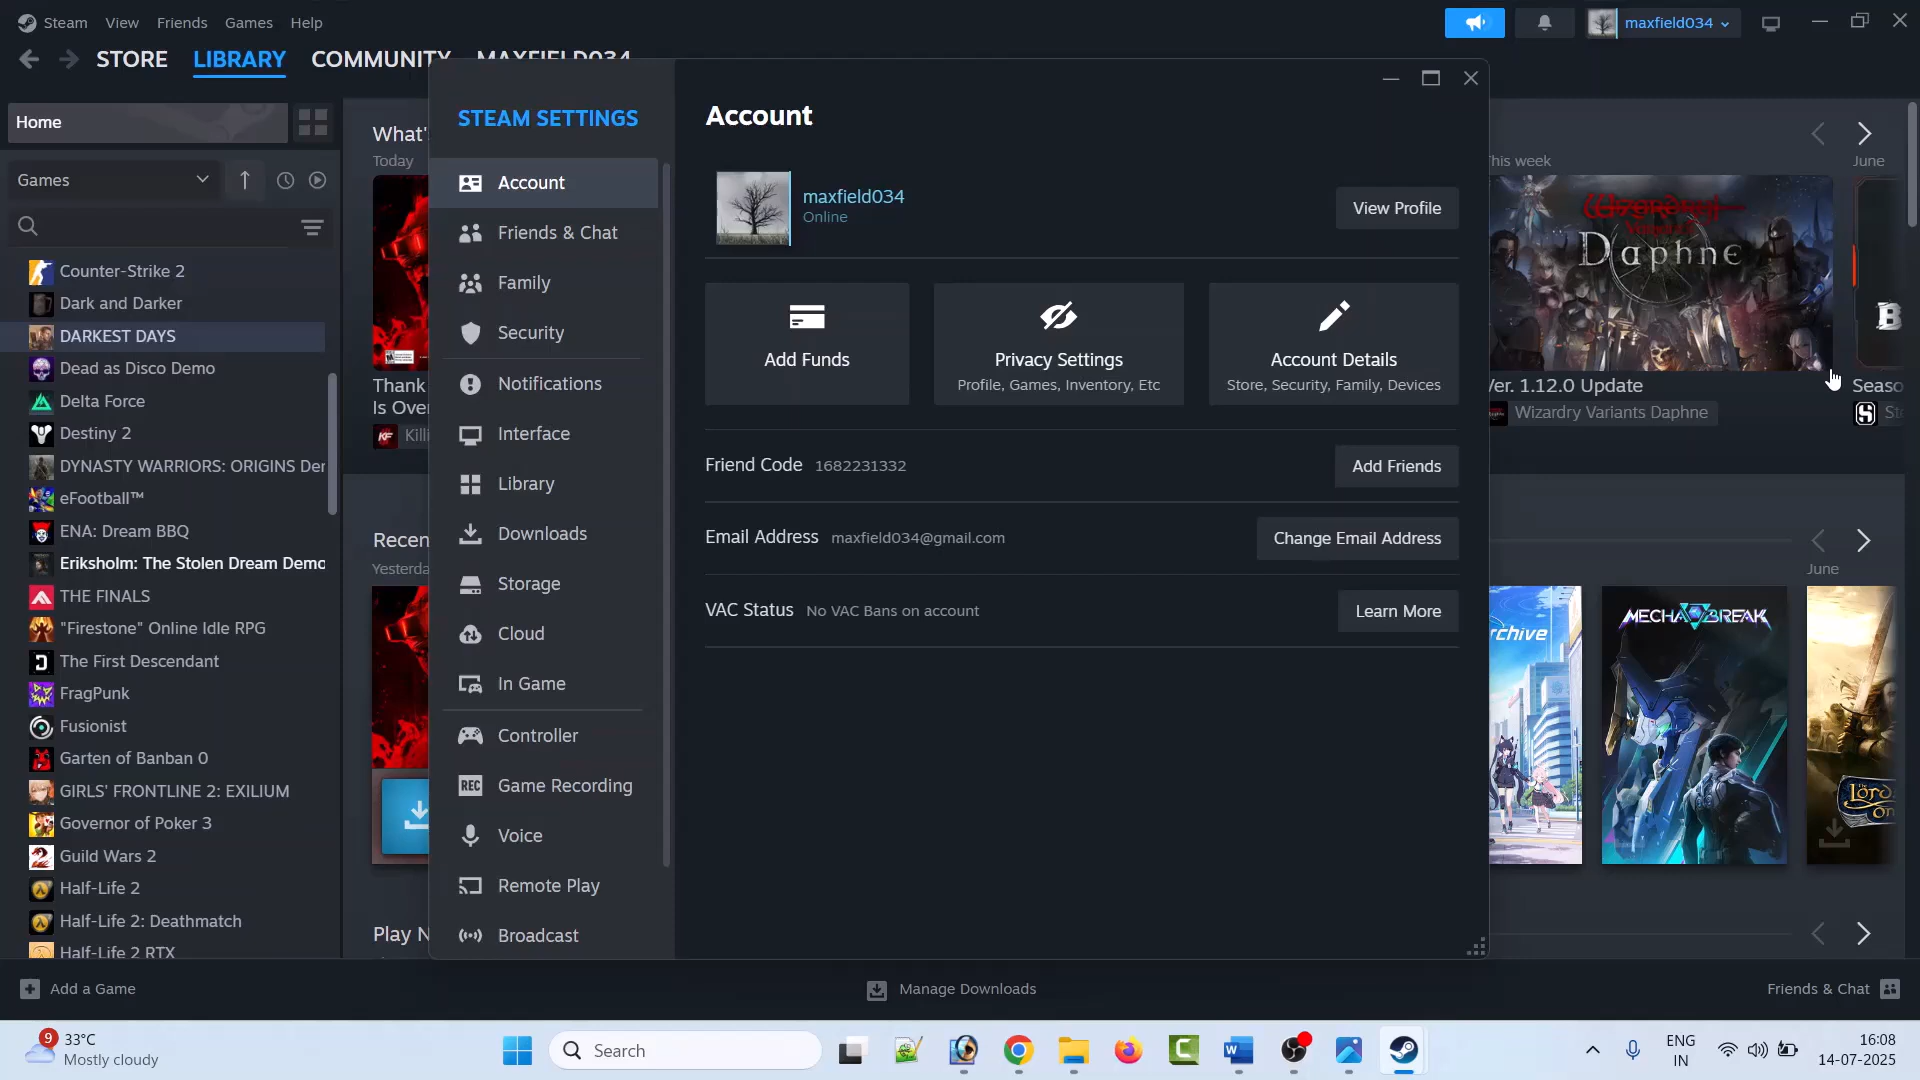 Steam View Friends Games Help
maxfield034
STORE LIBRARY COMMUNITY MAXFIELD034
Home
Games
Counter-Strike 2
Dark and Darker
DARKEST DAYS
Dead as Disco Demo
Delta Force
Destiny 2
DYNASTY WARRIORS: ORIGINS Der
eFootball™
ENA: Dream BBQ
Eriksholm: The Stolen Dream Demo
THE FINALS
"Firestone" Online Idle RPG
The First Descendant
FragPunk
Fusionist
Garten of Banban 0
GIRLS' FRONTLINE 2: EXILIUM
Governor of Poker 3
Guild Wars 2
Half-Life 2
Half-Life 2: Deathmatch
Half-Life 2 RTX
Add a Game
What'
Today
Thank
Is Over
KF Killi
Recen
Yesterda
Play N
STEAM SETTINGS
Account
Friends & Chat
Family
Security
Notifications
Interface
Library
Downloads
Storage
Cloud
In Game
Controller
REC Game Recording
Voice
Remote Play
Broadcast
Account
maxfield034
Online
View Profile
Add Funds
Privacy Settings
Profile, Games, Inventory, Etc
Account Details
Store, Security, Family, Devices
Friend Code 1682231332
Add Friends
Email Address maxfield034@gmail.com
Change Email Address
VAC Status No VAC Bans on account
Learn More
This week
June
Daphne
Ver. 1.12.0 Update
Wizardry Variants Daphne
Seaso
Ste
June
rchive
MECHA BREAK
Lord
On
Manage Downloads
Friends & Chat
9
33°C
Mostly cloudy
Search
ENG
IN
16:08
14-07-2025